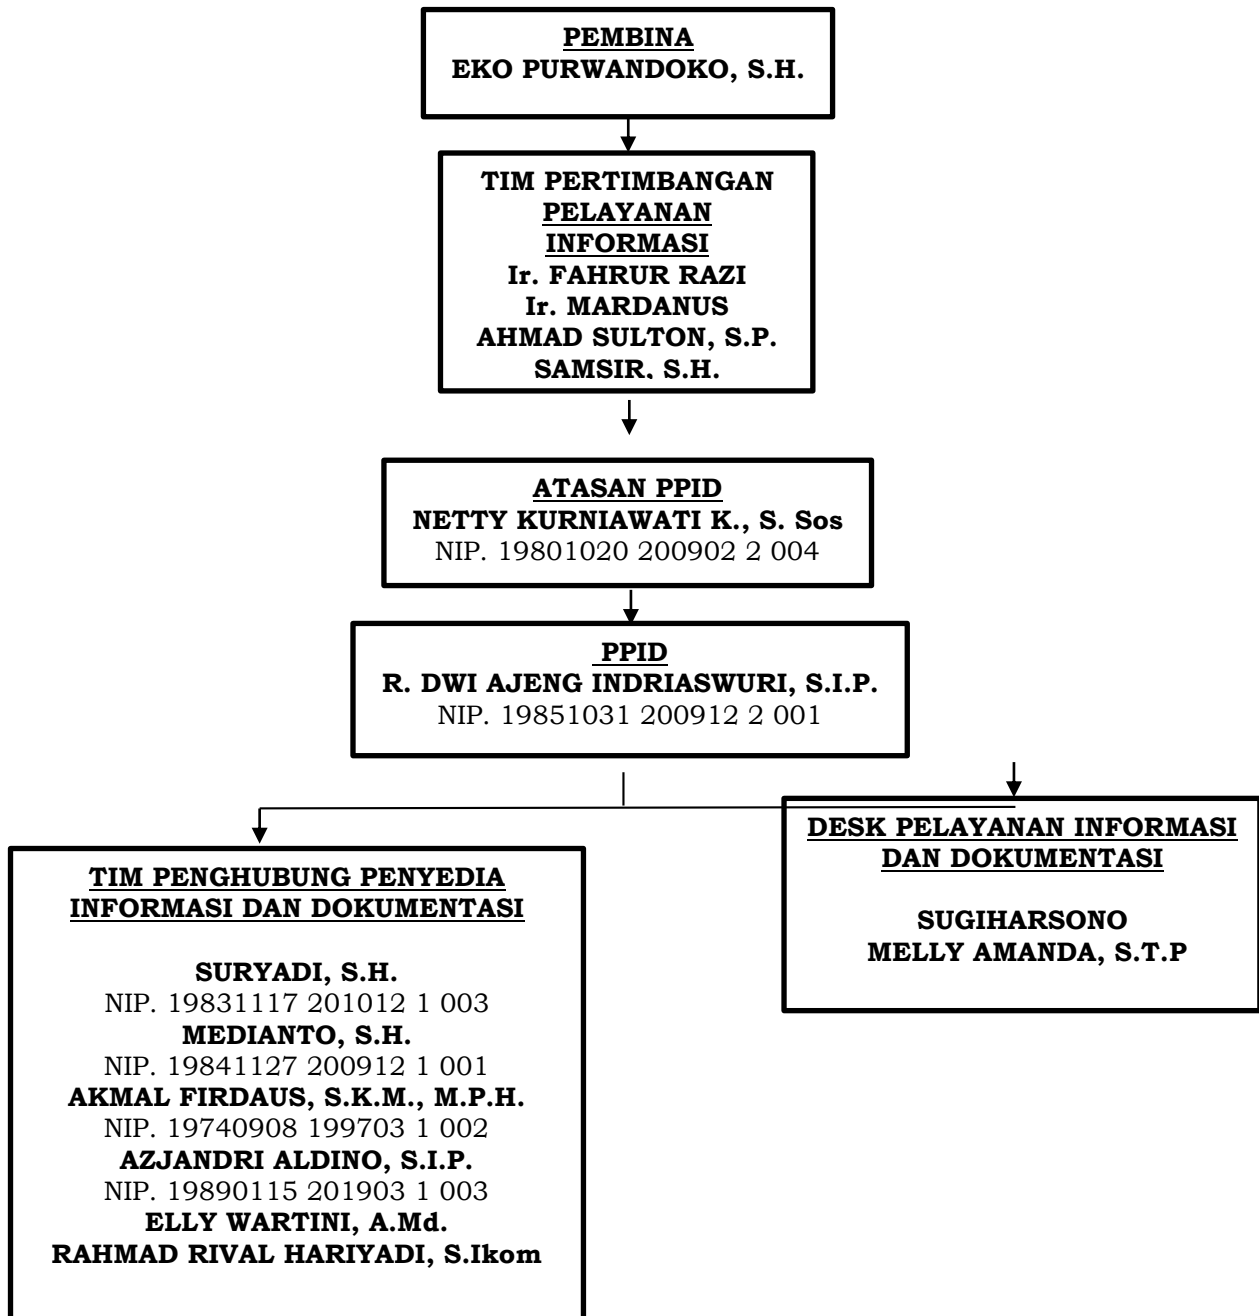 PEMBINA
EKO PURWANDOKO, S.H.
TIM PERTIMBANGAN
PELAYANAN
INFORMASI
Ir. FAHRUR RAZI
Ir. MARDANUS
AHMAD SULTON, S.P.
SAMSIR, S.H.
ATASAN PPID
NETTY KURNIAWATI K., S. Sos
NIP. 19801020 200902 2 004
PPID
R. DWI AJENG INDRIASWURI, S.I.P.
NIP. 19851031 200912 2 001
TIM PENGHUBUNG PENYEDIA
INFORMASI DAN DOKUMENTASI
SURYADI, S.H.
NIP. 19831117 201012 1 003
MEDIANTO, S.H.
NIP. 19841127 200912 1 001
AKMAL FIRDAUS, S.K.M., M.P.H.
NIP. 19740908 199703 1 002
AZJANDRI ALDINO, S.I.P.
NIP. 19890115 201903 1 003
ELLY WARTINI, A.Md.
RAHMAD RIVAL HARIYADI, S.Ikom
DESK PELAYANAN INFORMASI
DAN DOKUMENTASI
SUGIHARSONO
MELLY AMANDA, S.T.P